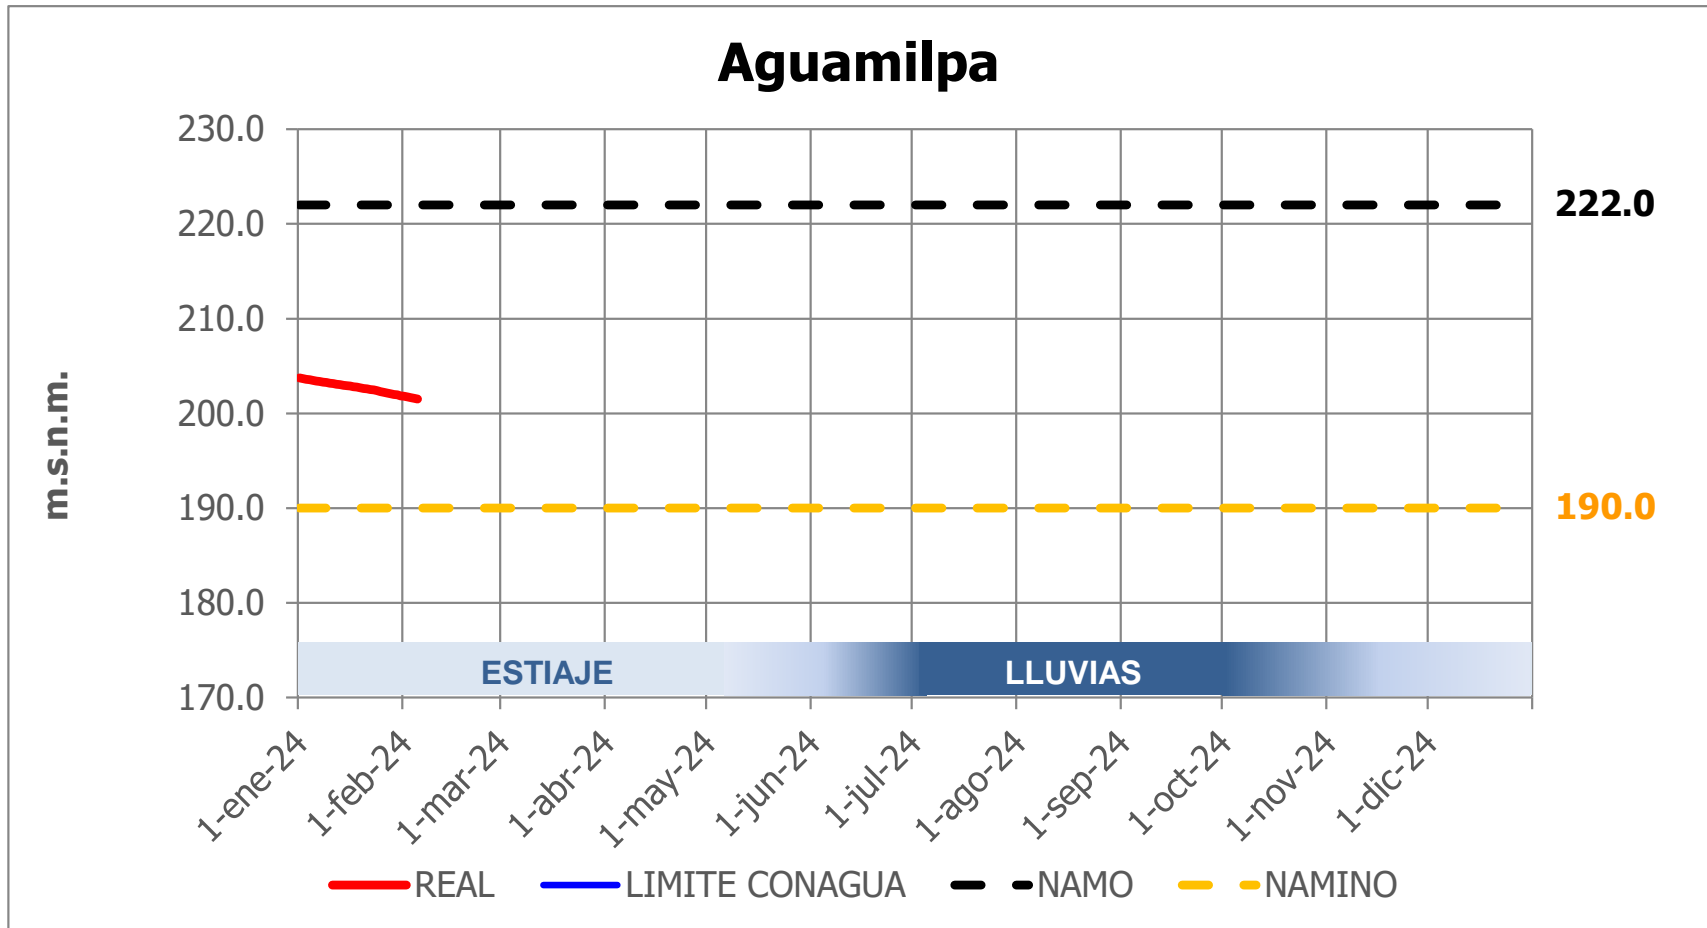 Aguamilpa
230.0
220.0
210.0
200.0
190.0
180.0
170.0
m.s.n.m.
222.0
190.0
ESTIAJE
LLUVIAS
1-ene-24
1-feb-24
1-mar-24
1-abr-24
1-may-24
1-jun-24
1-jul-24
1-ago-24
1-sep-24
1-oct-24
1-nov-24
1-dic-24
REAL
LIMITE CONAGUA
NAMO
NAMINO